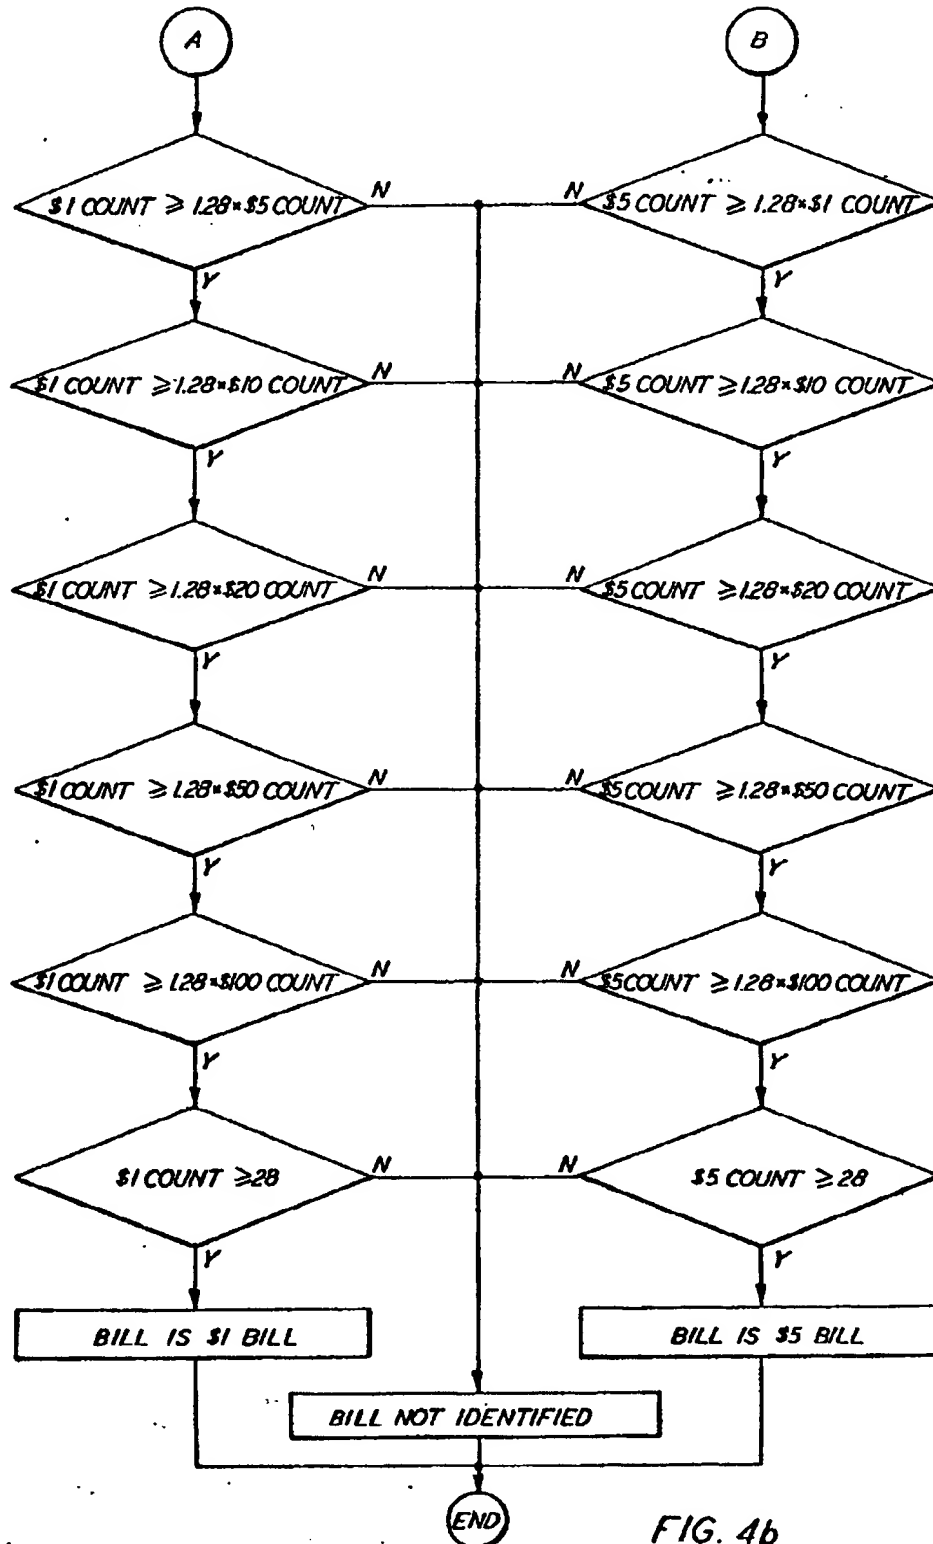 A
B
$1 COUNT ≥ 1.28×$5 COUNT
N
N
$5 COUNT ≥ 1.28×$1 COUNT
Y
Y
$1 COUNT ≥ 1.28×$10 COUNT
N
N
$5 COUNT ≥ 1.28×$10 COUNT
Y
Y
$1 COUNT ≥ 1.28×$20 COUNT
N
N
$5 COUNT ≥ 1.28×$20 COUNT
Y
Y
$1 COUNT ≥ 1.28×$50 COUNT
N
N
$5 COUNT ≥ 1.28×$50 COUNT
Y
Y
$1 COUNT ≥ 1.28×$100 COUNT
N
N
$5 COUNT ≥ 1.28×$100 COUNT
Y
Y
$1 COUNT ≥28
N
N
$5 COUNT ≥ 28
Y
Y
BILL IS $1 BILL
BILL IS $5 BILL
BILL NOT IDENTIFIED
END
FIG. 4b